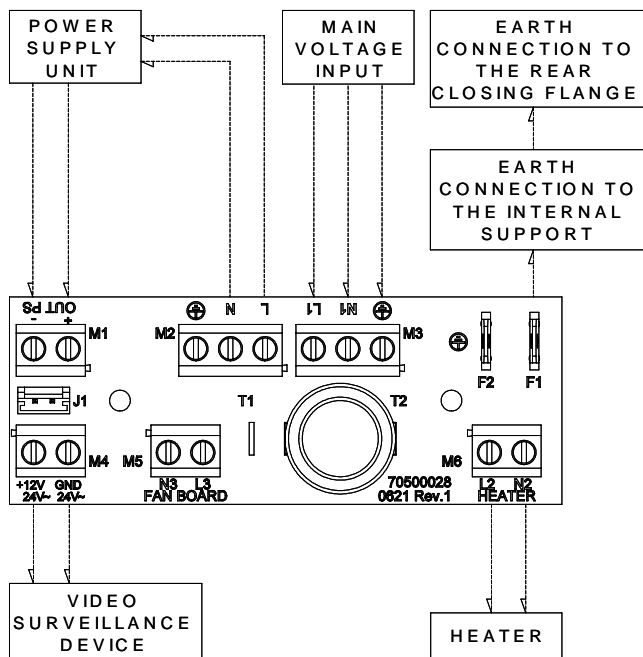 POWER
SUPPLY
UNIT
MAIN
VOLTAGE
INPUT
EARTH
CONNECTION TO
THE REAR
CLOSING FLANGE
EARTH
CONNECTION TO
THE INTERNAL
SUPPORT
OUT PS
- +
N L
L1 N1
M1
M2
M3
F2 F1
J1
T1
T2
M4
M5
M6
+12V GND
24V~ 24V~
N3 L3
FAN BOARD
70500028
0621 Rev.1
L2 N2
HEATER
VIDEO
SURVEILLANCE
DEVICE
HEATER